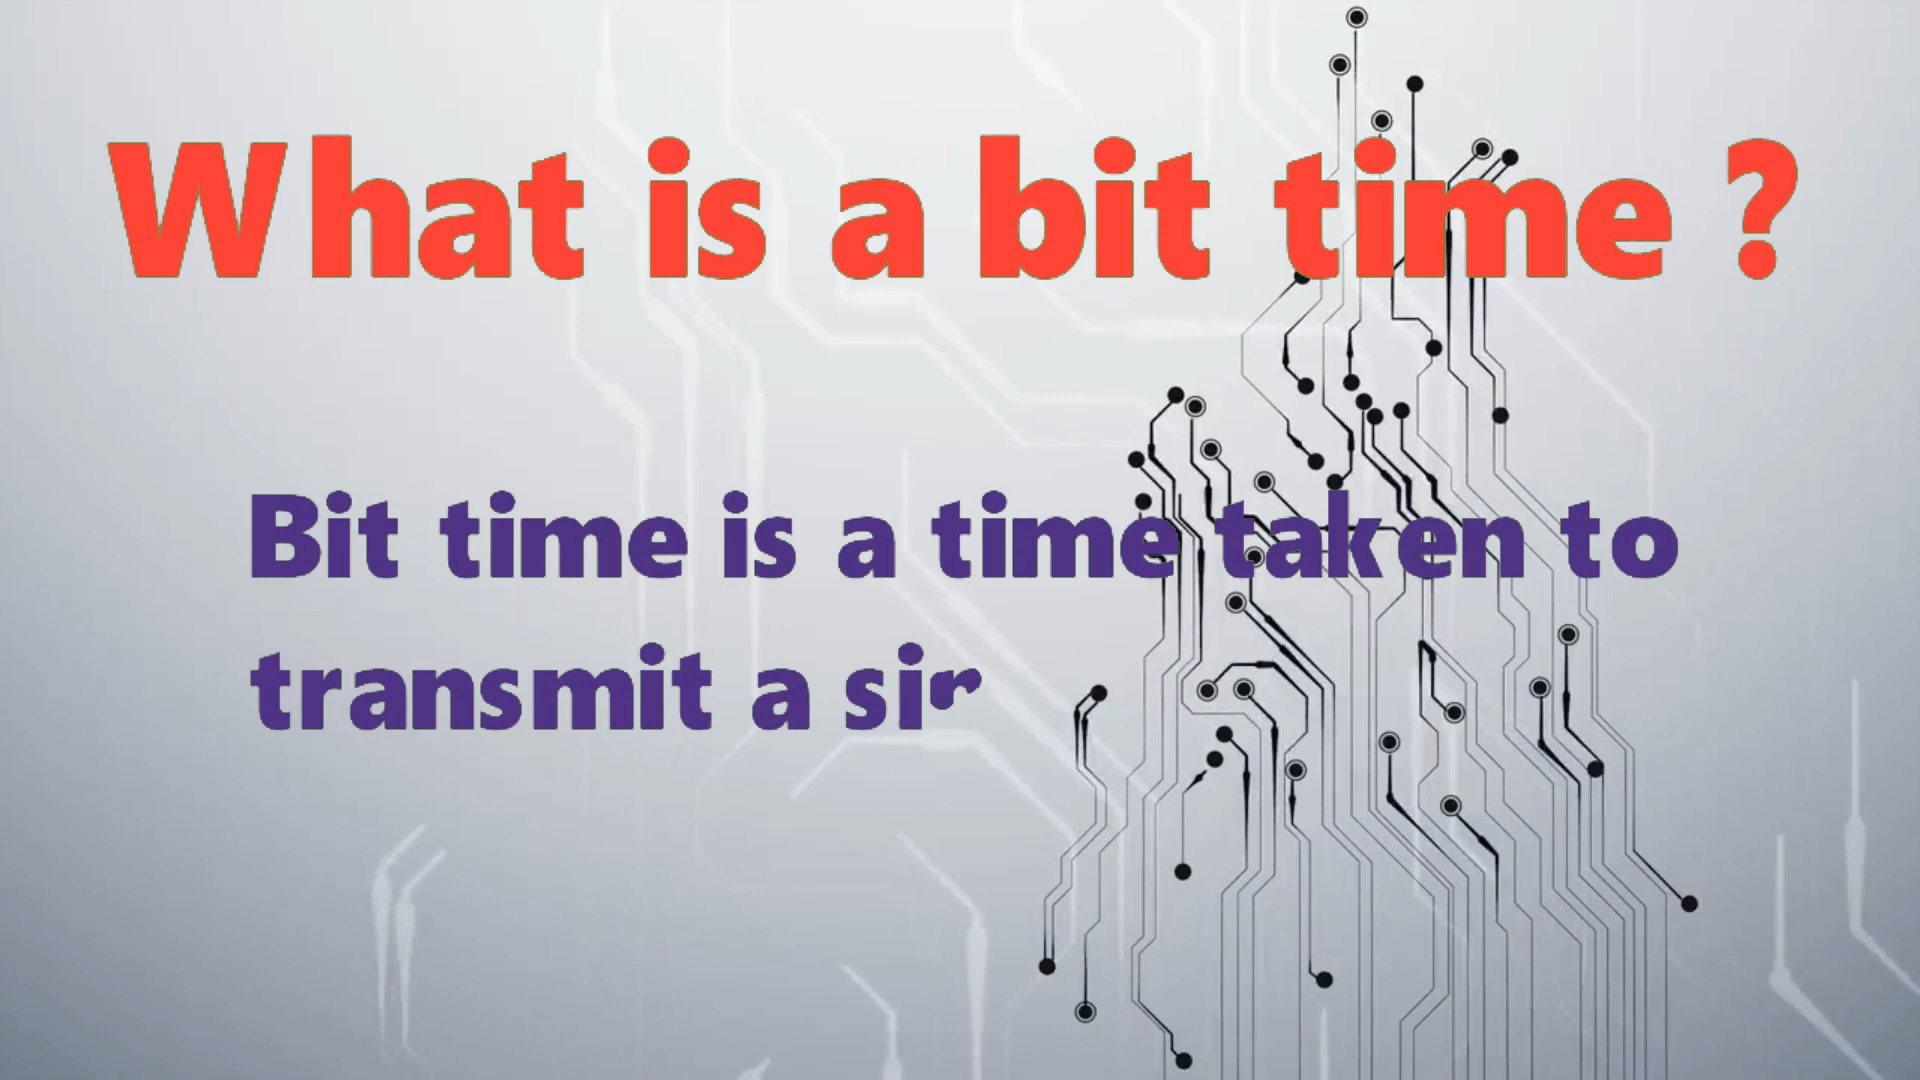 What is a bit time ?
Bit time is a time taken to
transmit a